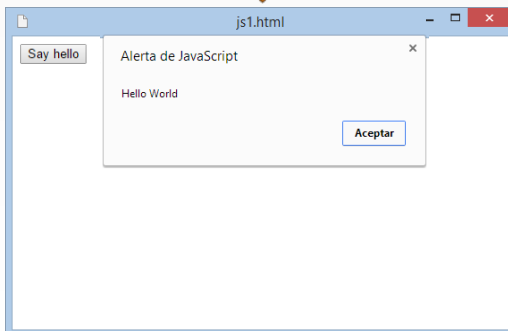 js1.html
Say hello
Alerta de JavaScript
Hello World
Aceptar